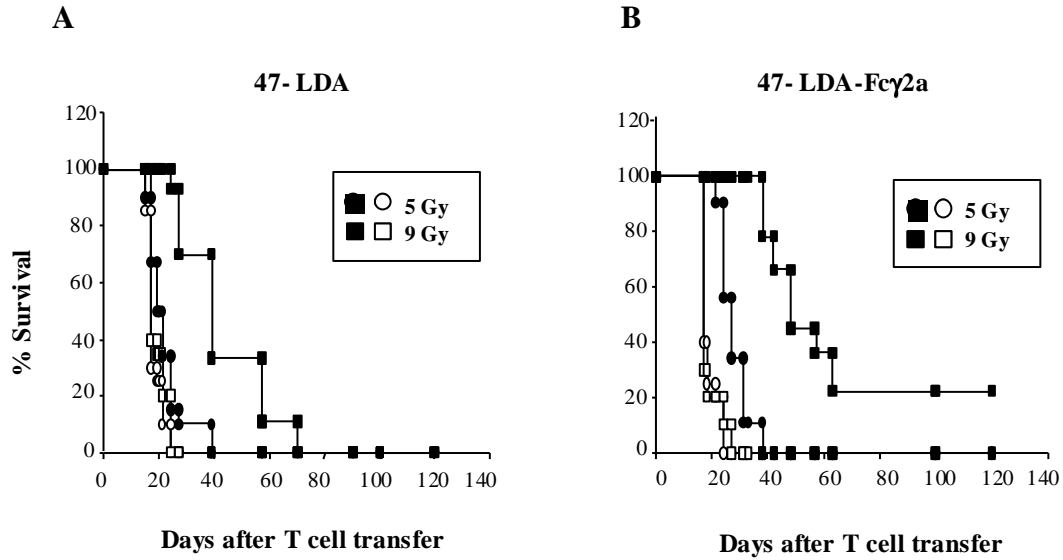 A
B
47- LDA
47- LDA-Fcγ2a
120
100
80
60
40
20
0
% Survival
0 20 40 60 80 100 120 140
Days after T cell transfer
5 Gy
9 Gy
120
100
80
60
40
20
0
0 20 40 60 80 100 120 140
Days after T cell transfer
5 Gy
9 Gy